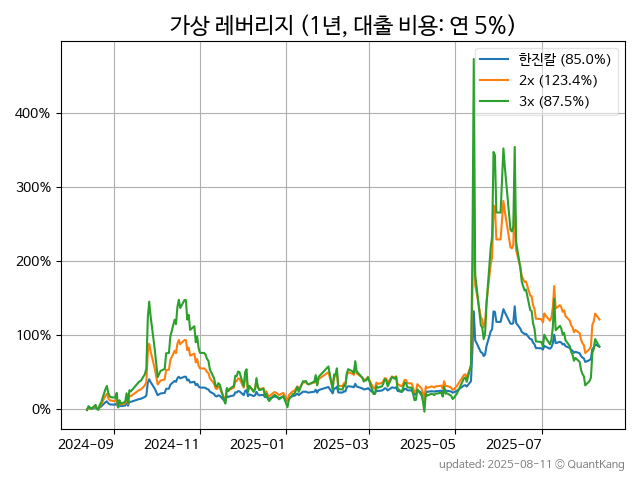 가상 레버리지 (1년, 대출 비용: 연 5%)
한진칼 (85.0%)
2x (123.4%)
3x (87.5%)
400%
300%
200%
100%
0%
2024-09 2024-11 2025-01 2025-03 2025-05 2025-07
updated: 2025-08-11 © QuantKang